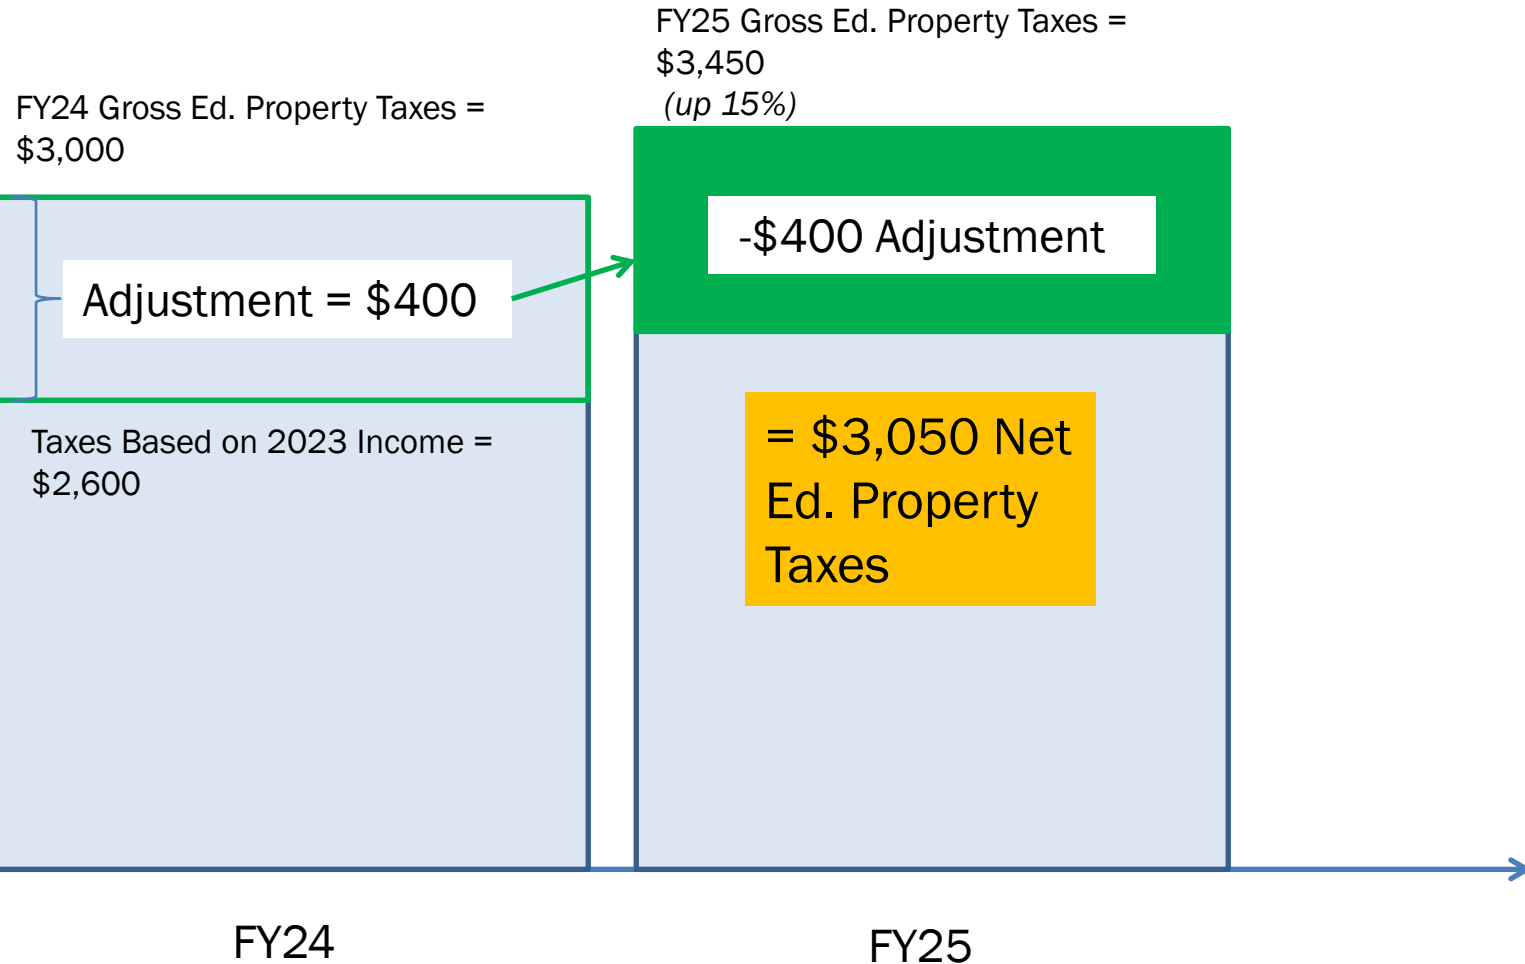 FY25 Gross Ed. Property Taxes =
$3,450
(up 15%)
FY24 Gross Ed. Property Taxes =
$3,000
-$400 Adjustment
Adjustment = $400
Taxes Based on 2023 Income =
$2,600
= $3,050 Net
Ed. Property
Taxes
FY24
FY25